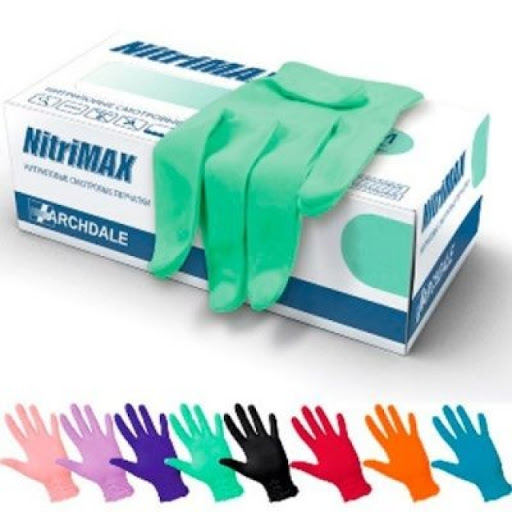 NitriMAX
НИТРИЛОВЫЕ СМОТРОВЫЕ
NitriMAX
НИТРИЛОВЫЕ СМОТРОВЫЕ ПЕРЧАТКИ
ARCHDALE
NitriMAX
ARCHDALE